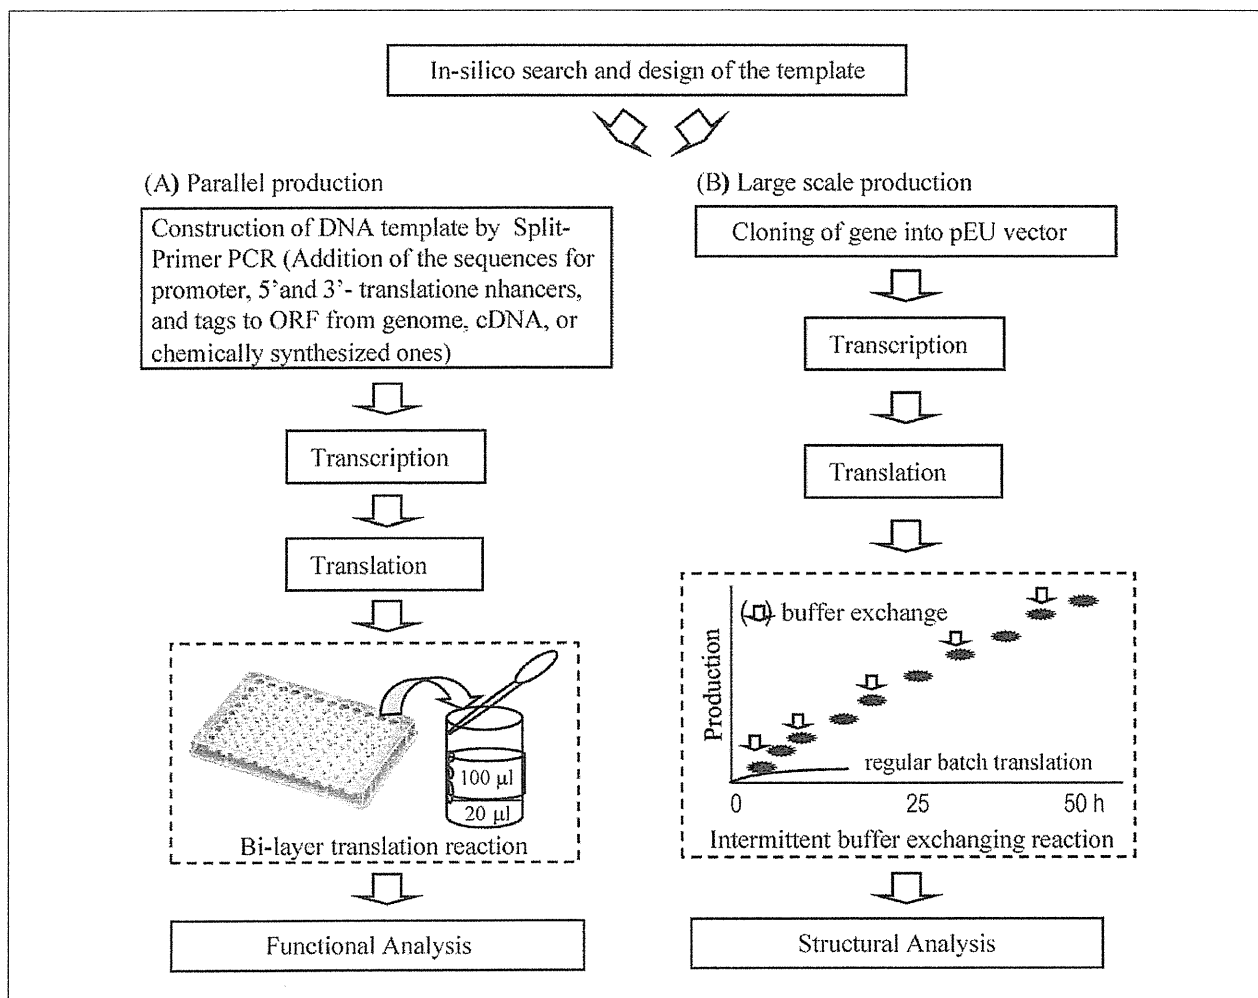 In-silico search and design of the template
(A) Parallel production
Construction of DNA template by Split-
Primer PCR (Addition of the sequences for
promoter, 5'and 3'- translatione nhancers,
and tags to ORF from genome, cDNA, or
chemically synthesized ones)
Transcription
Translation
100 µl
20 µl
Bi-layer translation reaction
Functional Analysis
(B) Large scale production
Cloning of gene into pEU vector
Transcription
Translation
( ) buffer exchange
Production
regular batch translation
0 25 50 h
Intermittent buffer exchanging reaction
Structural Analysis